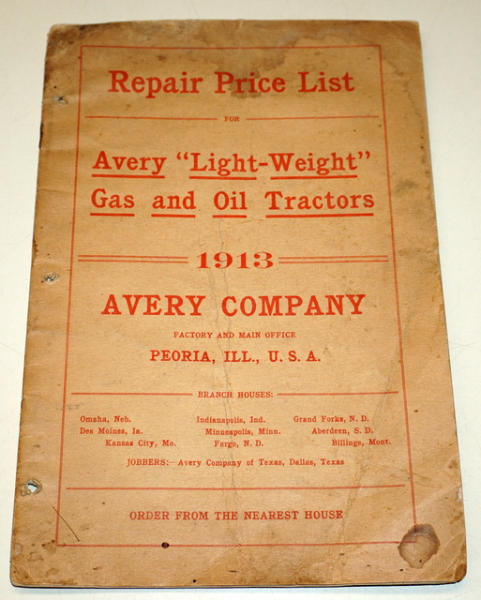 Repair Price List
FOR
Avery "Light-Weight"
Gas and Oil Tractors
1913
AVERY COMPANY
FACTORY AND MAIN OFFICE
PEORIA, ILL., U. S. A.
BRANCH HOUSES:
Omaha, Neb. Indianapolis, Ind. Grand Forks, N. D.
Des Moines, Ia. Minneapolis, Minn. Aberdeen, S. D.
Kansas City, Mo. Fargo, N. D. Billings, Mont.
JOBBERS:—Avery Company of Texas, Dallas, Texas
ORDER FROM THE NEAREST HOUSE